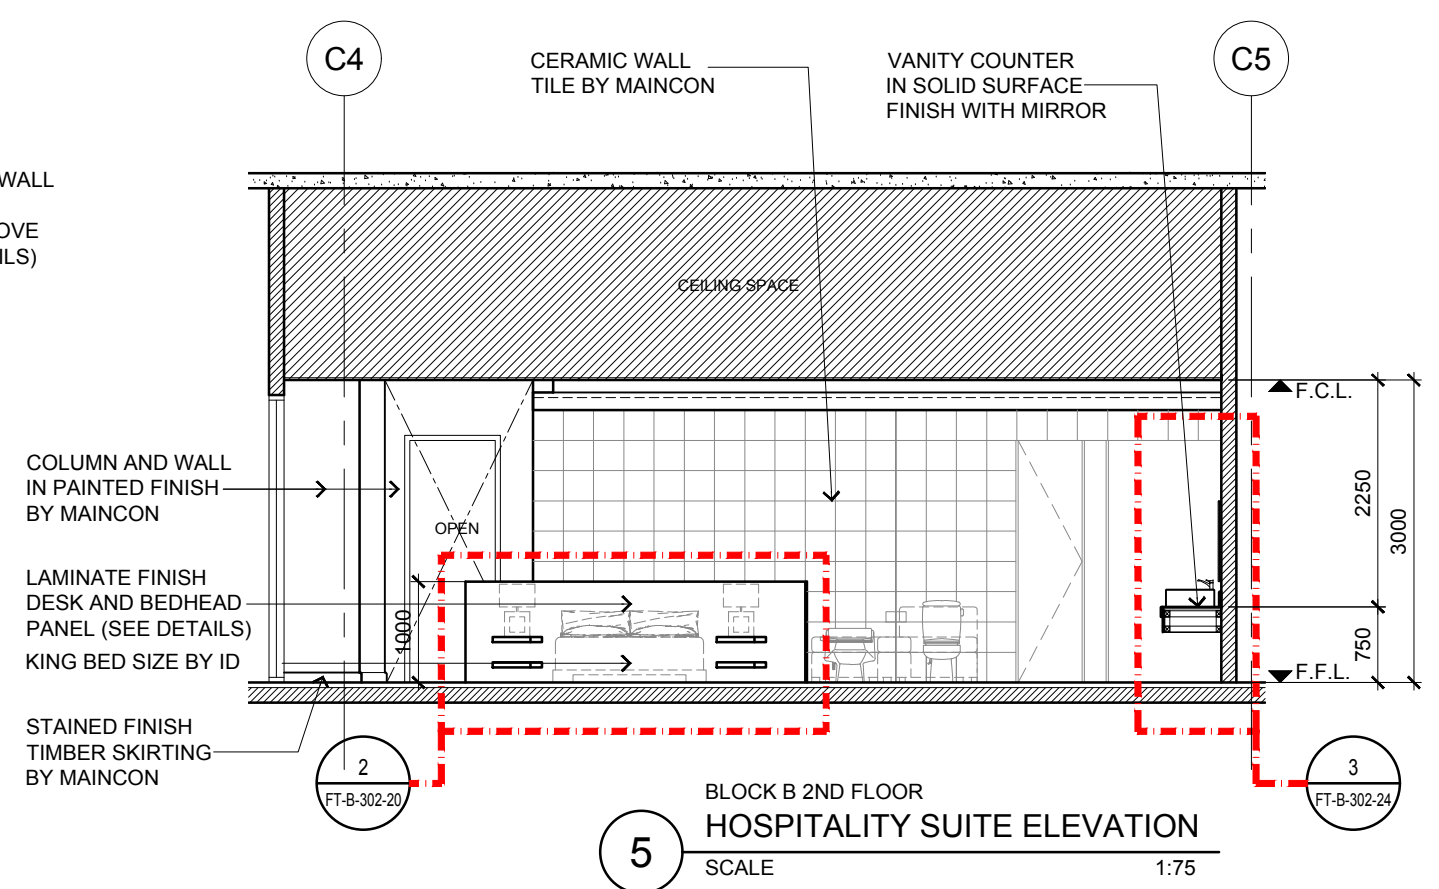 C4
CERAMIC WALL
TILE BY MAINCON
VANITY COUNTER
IN SOLID SURFACE
FINISH WITH MIRROR
C5
WALL
OVE
ILS)
CEILING SPACE
F.C.L.
COLUMN AND WALL
IN PAINTED FINISH
BY MAINCON
OPEN
2250
3000
LAMINATE FINISH
DESK AND BEDHEAD
PANEL (SEE DETAILS)
1000
KING BED SIZE BY ID
750
F.F.L.
STAINED FINISH
TIMBER SKIRTING
BY MAINCON
2
FT-B-302-20
3
FT-B-302-24
5
BLOCK B 2ND FLOOR
HOSPITALITY SUITE ELEVATION
SCALE 1:75